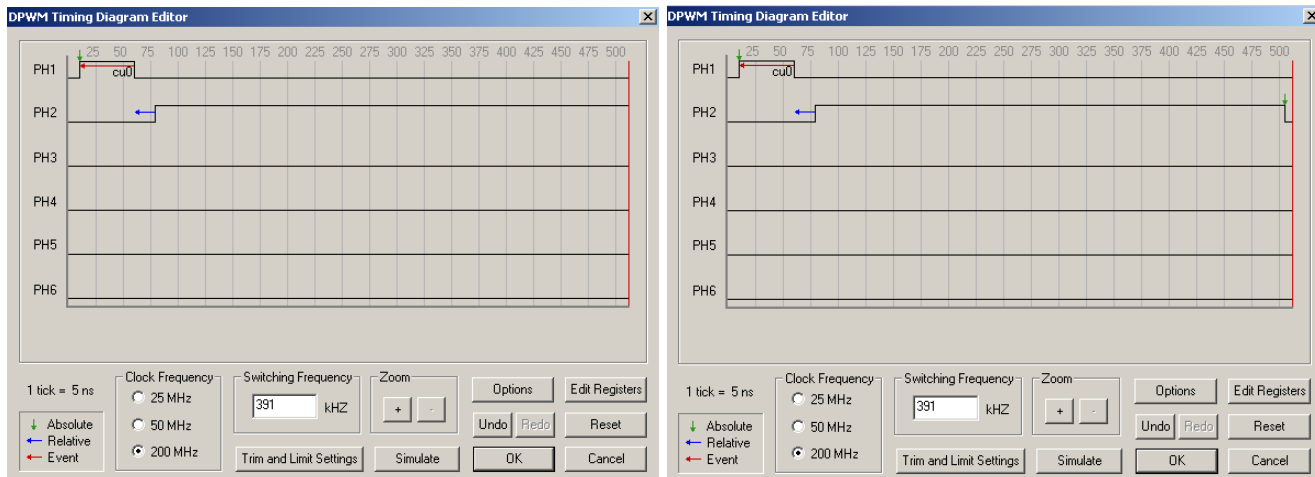 DPWM Timing Diagram Editor
25 50 75 100 125 150 175 200 225 250 275 300 325 350 375 400 425 450 475 500
PH1
cu0
PH2
PH3
PH4
PH5
PH6
1 tick = 5 ns
Clock Frequency
25 MHz
50 MHz
200 MHz
Switching Frequency
391 kHZ
Zoom
+ -
Options
Edit Registers
Absolute
Relative
Event
Undo Redo
Reset
Trim and Limit Settings
Simulate
OK
Cancel
DPWM Timing Diagram Editor
25 50 75 100 125 150 175 200 225 250 275 300 325 350 375 400 425 450 475 500
PH1
cu0
PH2
PH3
PH4
PH5
PH6
1 tick = 5 ns
Clock Frequency
25 MHz
50 MHz
200 MHz
Switching Frequency
391 kHZ
Zoom
+ -
Options
Edit Registers
Absolute
Relative
Event
Undo Redo
Reset
Trim and Limit Settings
Simulate
OK
Cancel